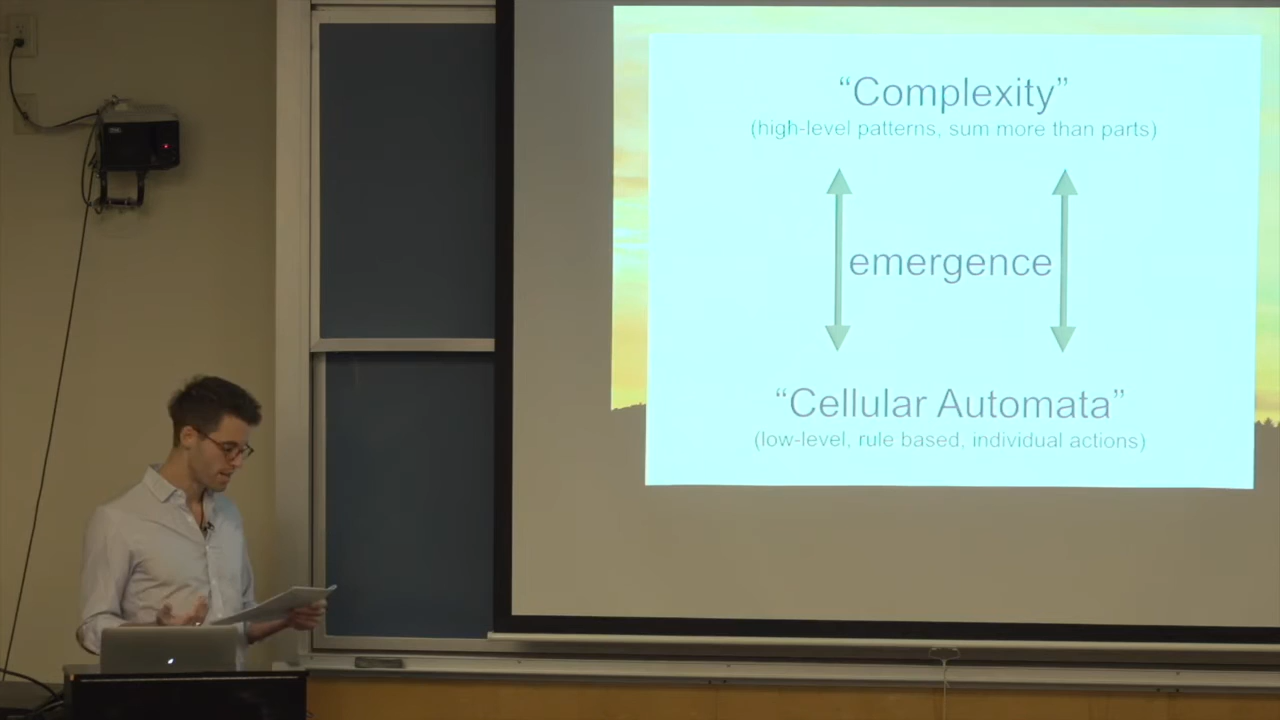 “Complexity”
(high-level patterns, sum more than parts)
emergence
“Cellular Automata”
(low-level, rule based, individual actions)